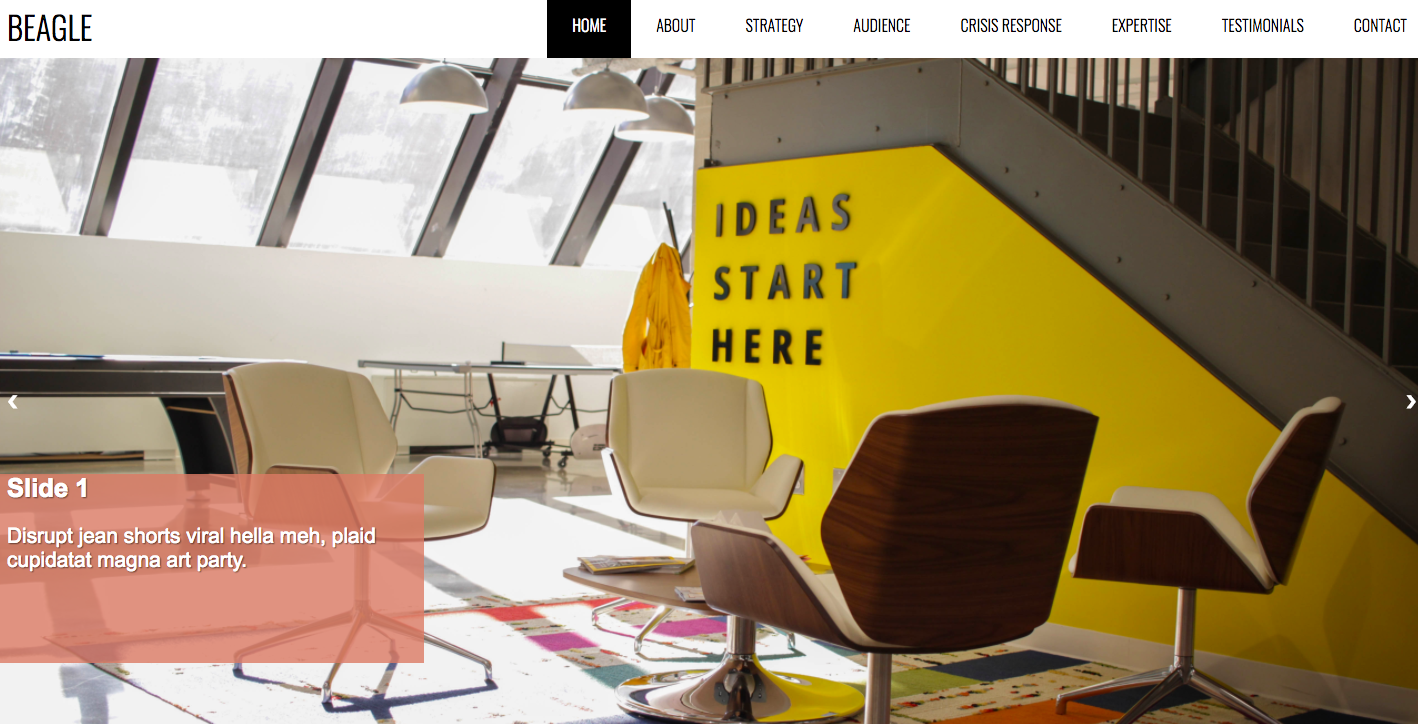 BEAGLE
HOME ABOUT STRATEGY AUDIENCE CRISIS RESPONSE EXPERTISE TESTIMONIALS CONTACT
IDEAS
START
HERE
‹ ›
Slide 1
Disrupt jean shorts viral hella meh, plaid
cupidatat magna art party.